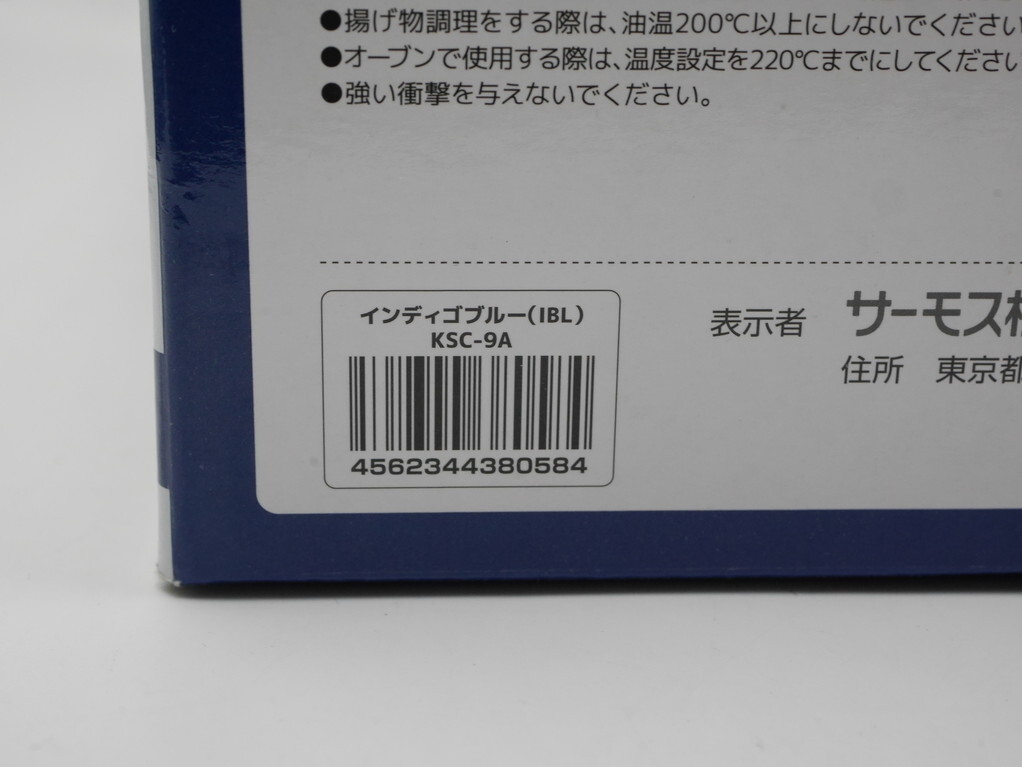 ●揚げ物調理をする際は、油温200℃以上にしないでください
●オーブンで使用する際は、温度設定を220℃までにしてください
●強い衝撃を与えないでください。
インディゴブルー(IBL)
KSC-9A
4562344380584
表示者 サーモス株
住所 東京都